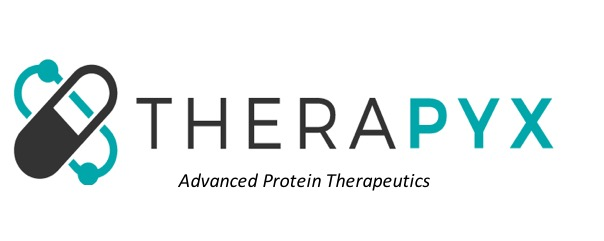 THERAPYX
Advanced Protein Therapeutics